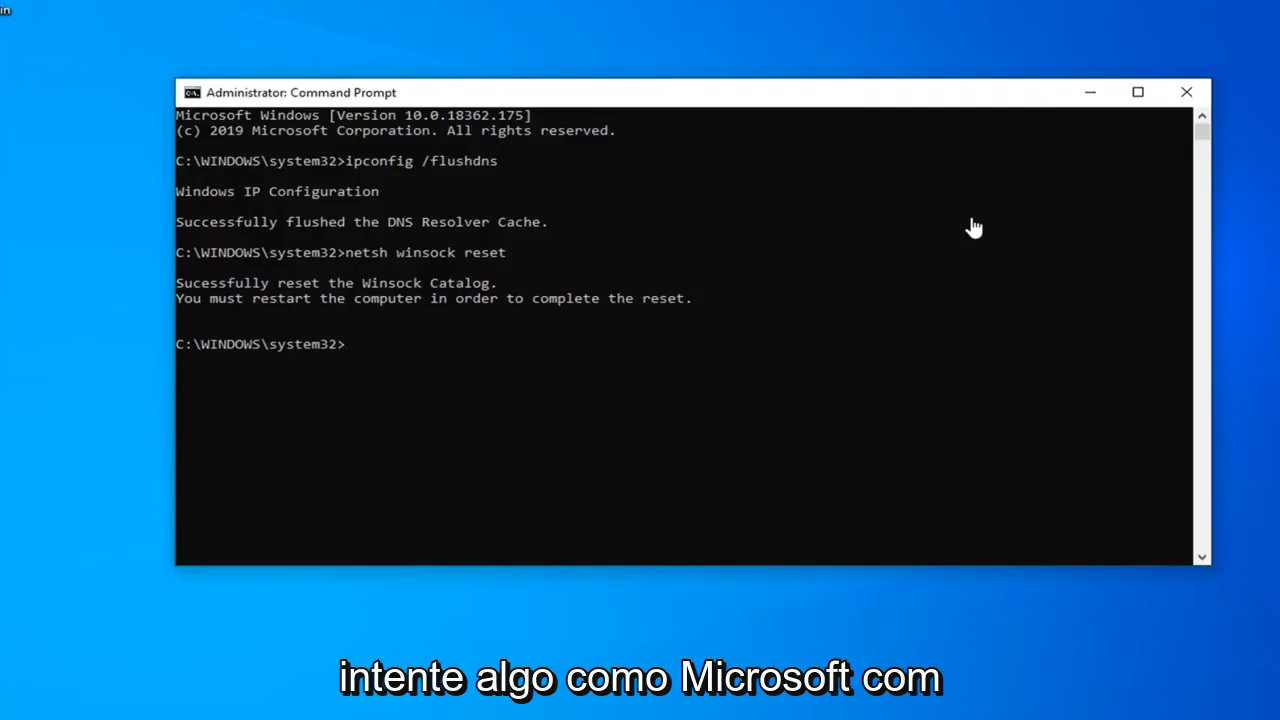 in
Administrator: Command Prompt
Microsoft Windows [Version 10.0.18362.175]
(c) 2019 Microsoft Corporation. All rights reserved.
C:\WINDOWS\system32>ipconfig /flushdns
Windows IP Configuration
Successfully flushed the DNS Resolver Cache.
C:\WINDOWS\system32>netsh winsock reset
Sucessfully reset the Winsock Catalog.
You must restart the computer in order to complete the reset.
C:\WINDOWS\system32>
intente algo como Microsoft com